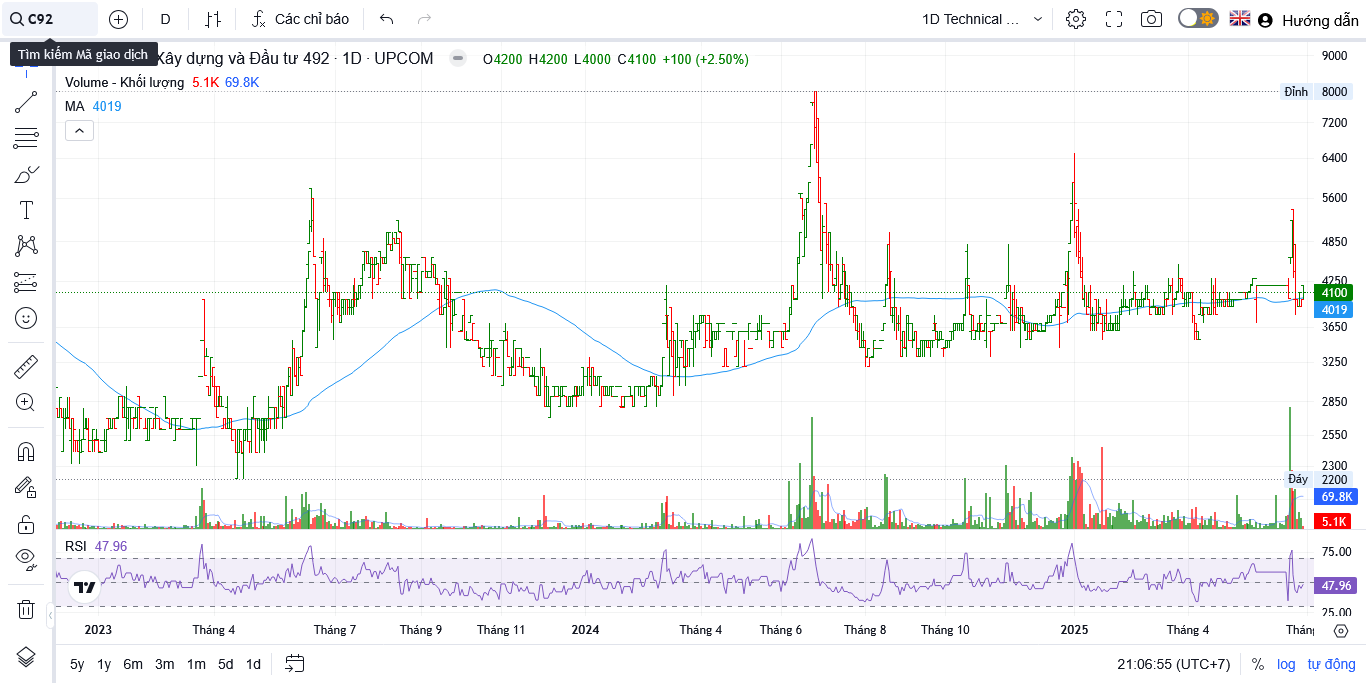 C92
D
Các chỉ báo
1D Technical ...
Hướng dẫn
Tìm kiếm Mã giao dịch
Xây dựng và Đầu tư 492 · 1D · UPCOM
O4200 H4200 L4000 C4100 +100 (+2.50%)
Volume - Khối lượng 5.1K 69.8K
MA 4019
9000
Đỉnh 8000
7200
6400
5600
4850
4250
4100
4019
3650
3250
2850
2550
2300
Đáy 2200
69.8K
5.1K
RSI 47.96
75.00
47.96
25.00
2023 Tháng 4 Tháng 7 Tháng 9 Tháng 11 2024 Tháng 4 Tháng 6 Tháng 8 Tháng 10 2025 Tháng 4 Thán
5y 1y 6m 3m 1m 5d 1d
21:06:55 (UTC+7) % log tự động